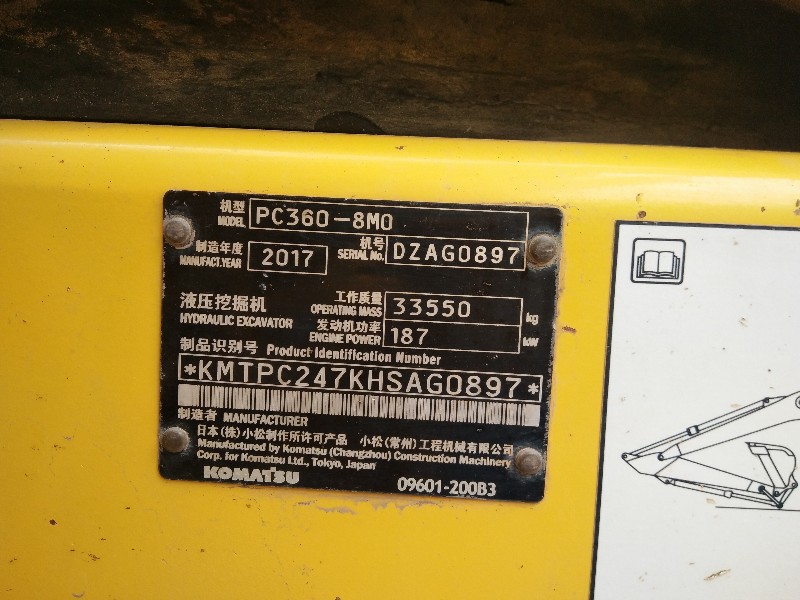 机型 MODEL PC360-8M0
制造年度 MANUFACT.YEAR 2017 机号 SERIAL NO. DZAG0897
液压挖掘机 HYDRAULIC EXCAVATOR
工作质量 OPERATING MASS 33550 kg
发动机功率 ENGINE POWER 187 kW
制品识别号 Product Identification Number
*KMTPC247KHSAG0897*
制造者 MANUFACTURER
日本(株)小松制作所许可产品 小松(常州)工程机械有限公司
Manufactured by Komatsu (Changzhou) Construction Machinery
Corp. for Komatsu Ltd., Tokyo, Japan
KOMATSU 09601-200B3